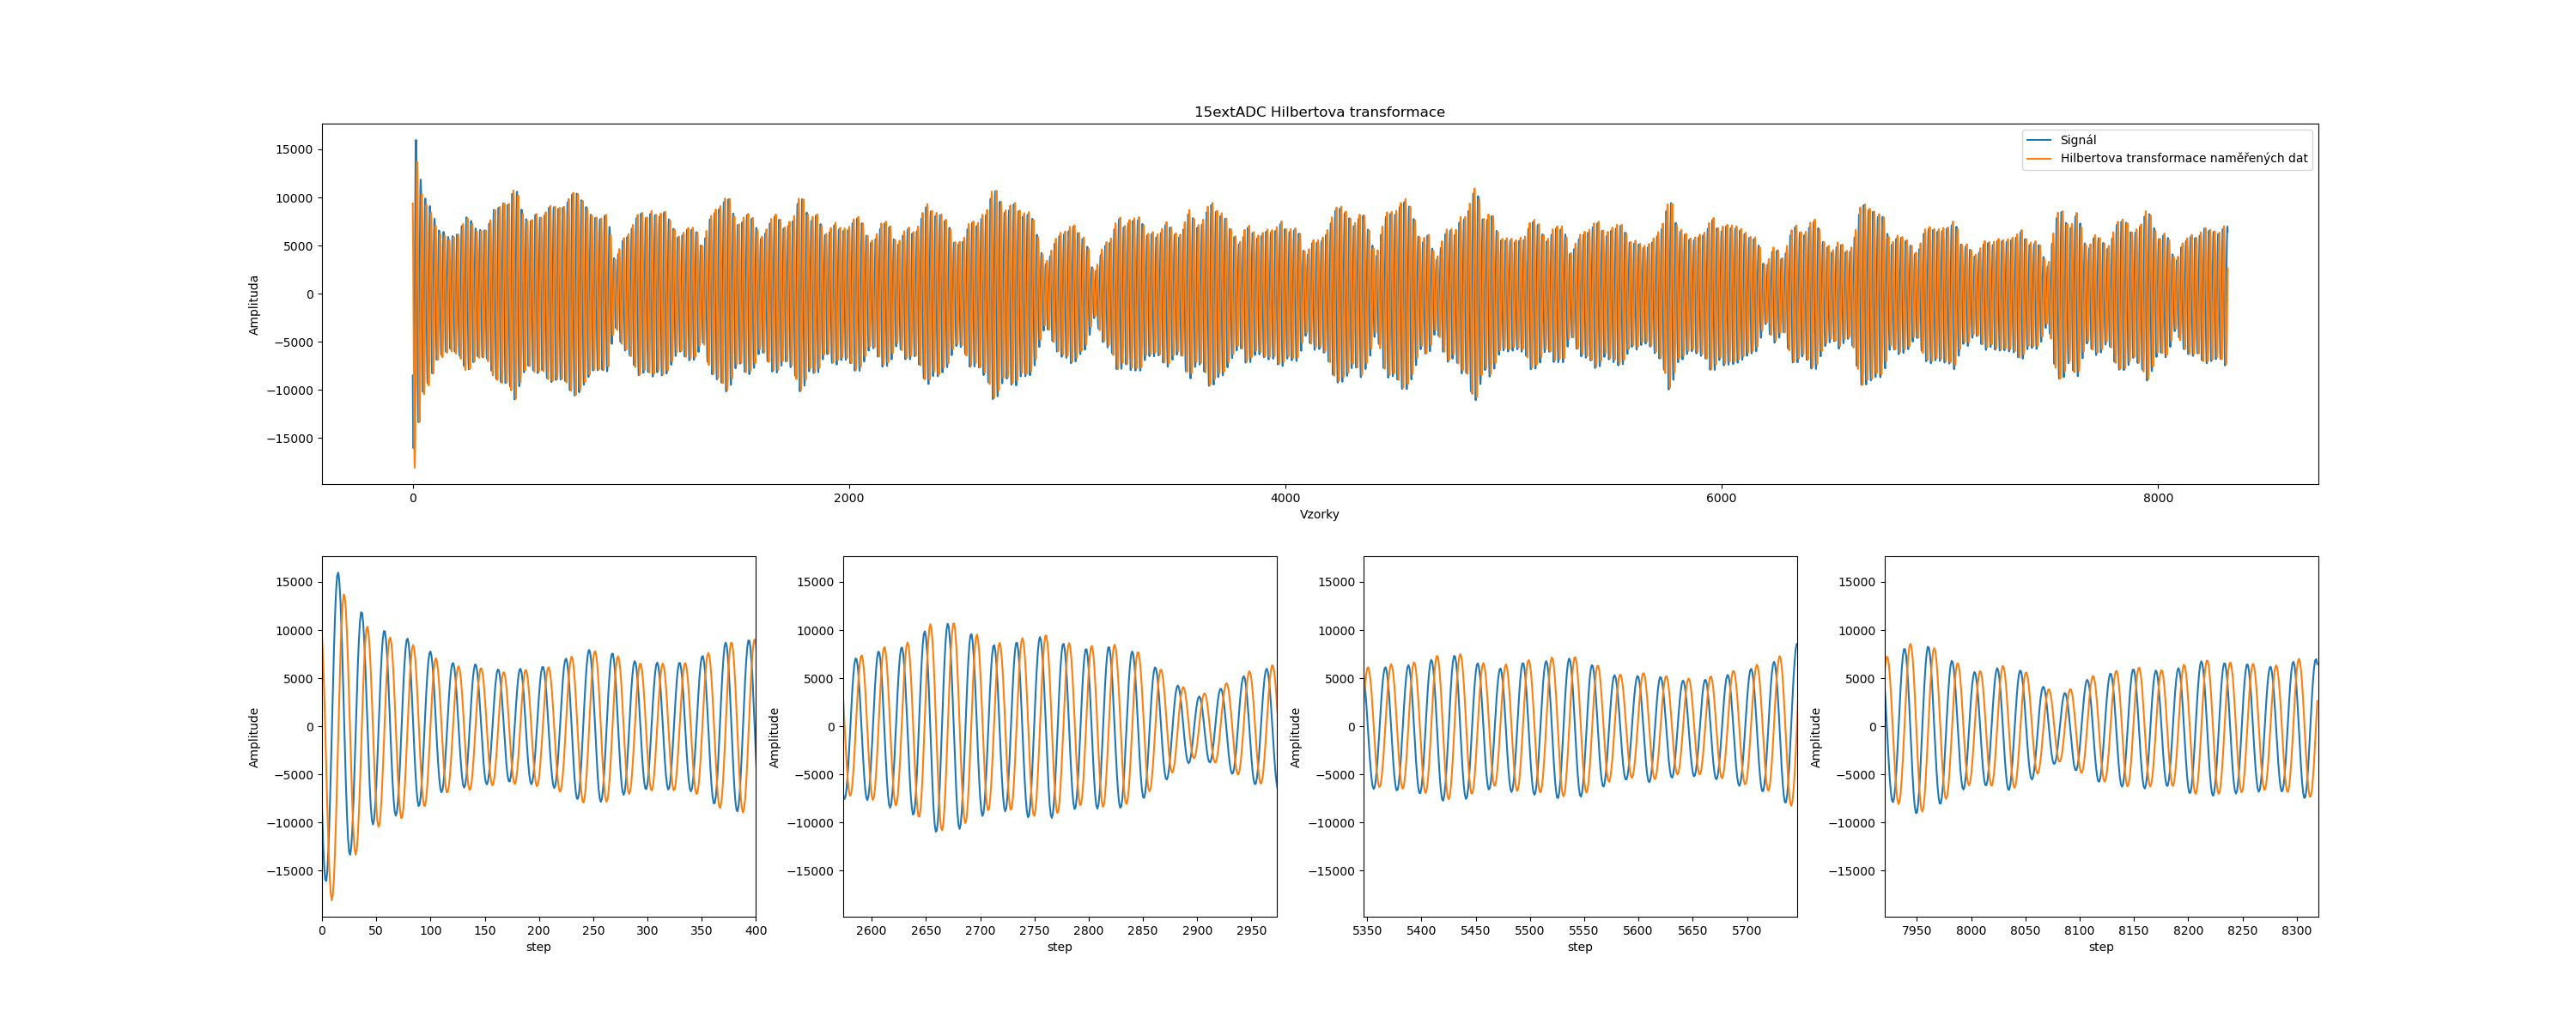 15extADC Hilbertova transformace
Signál
Hilbertova transformace naměřených dat
15000
10000
5000
0
−5000
−10000
−15000
Amplituda
0 2000 4000 6000 8000
Vzorky
15000
10000
5000
0
−5000
−10000
−15000
Amplitude
0 50 100 150 200 250 300 350 400
step
15000
10000
5000
0
−5000
−10000
−15000
Amplitude
2600 2650 2700 2750 2800 2850 2900 2950
step
15000
10000
5000
0
−5000
−10000
−15000
Amplitude
5350 5400 5450 5500 5550 5600 5650 5700
step
15000
10000
5000
0
−5000
−10000
−15000
Amplitude
7950 8000 8050 8100 8150 8200 8250 8300
step